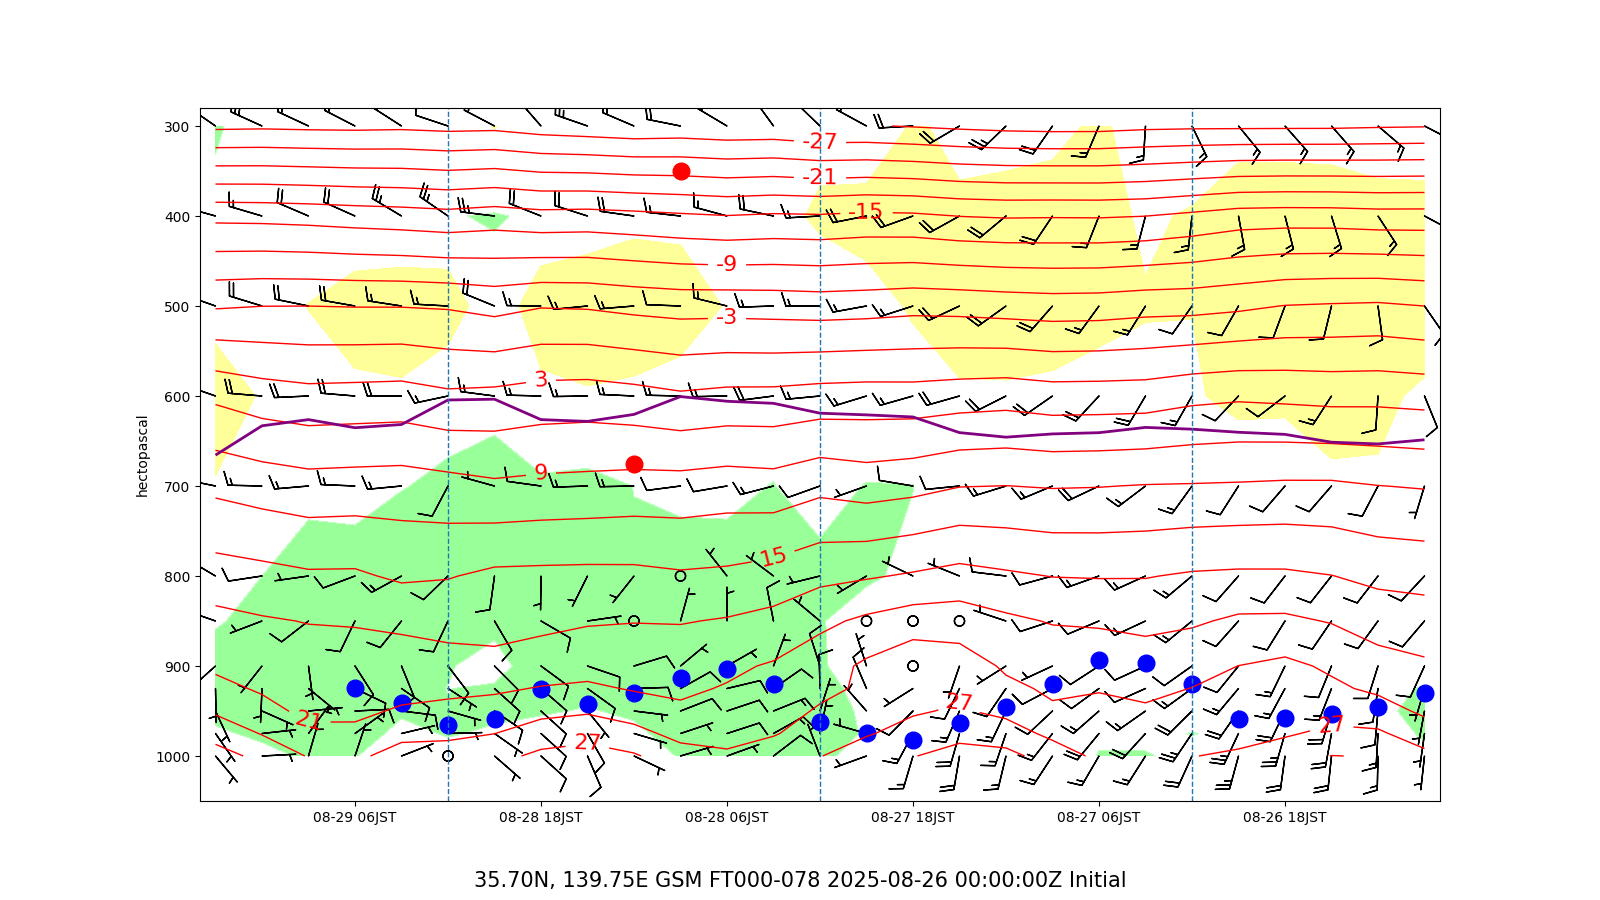 300
400
500
600
700
800
900
1000
hectopascal
-27
-21
-15
-9
-3
3
9
15
21
27
27
27
08-29 06JST
08-28 18JST
08-28 06JST
08-27 18JST
08-27 06JST
08-26 18JST
35.70N, 139.75E GSM FT000-078 2025-08-26 00:00:00Z Initial